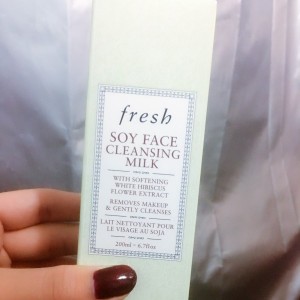 fresh
SOY FACE
CLEANSING
MILK
WITH SOFTENING
WHITE HIBISCUS
FLOWER EXTRACT
REMOVES MAKEUP
& GENTLY CLEANSES
LAIT NETTOYANT POUR
LE VISAGE AU SOJA
200ml - 6.7fl oz